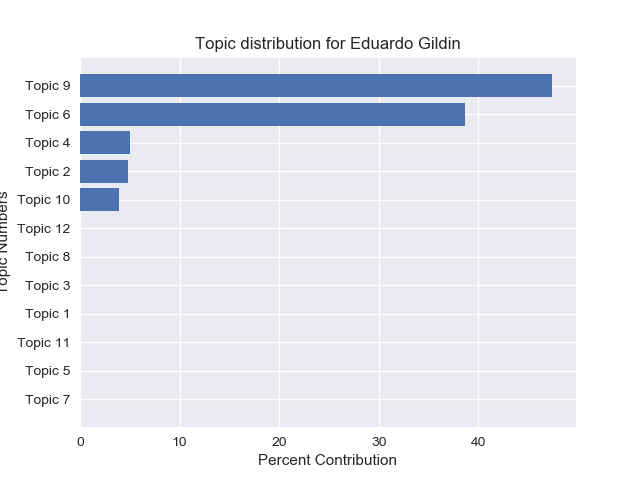 Topic distribution for Eduardo Gildin
Topic 9
Topic 6
Topic 4
Topic 2
Topic 10
Topic 12
Topic 8
Topic 3
Topic 1
Topic 11
Topic 5
Topic 7
Topic Numbers
0 10 20 30 40
Percent Contribution